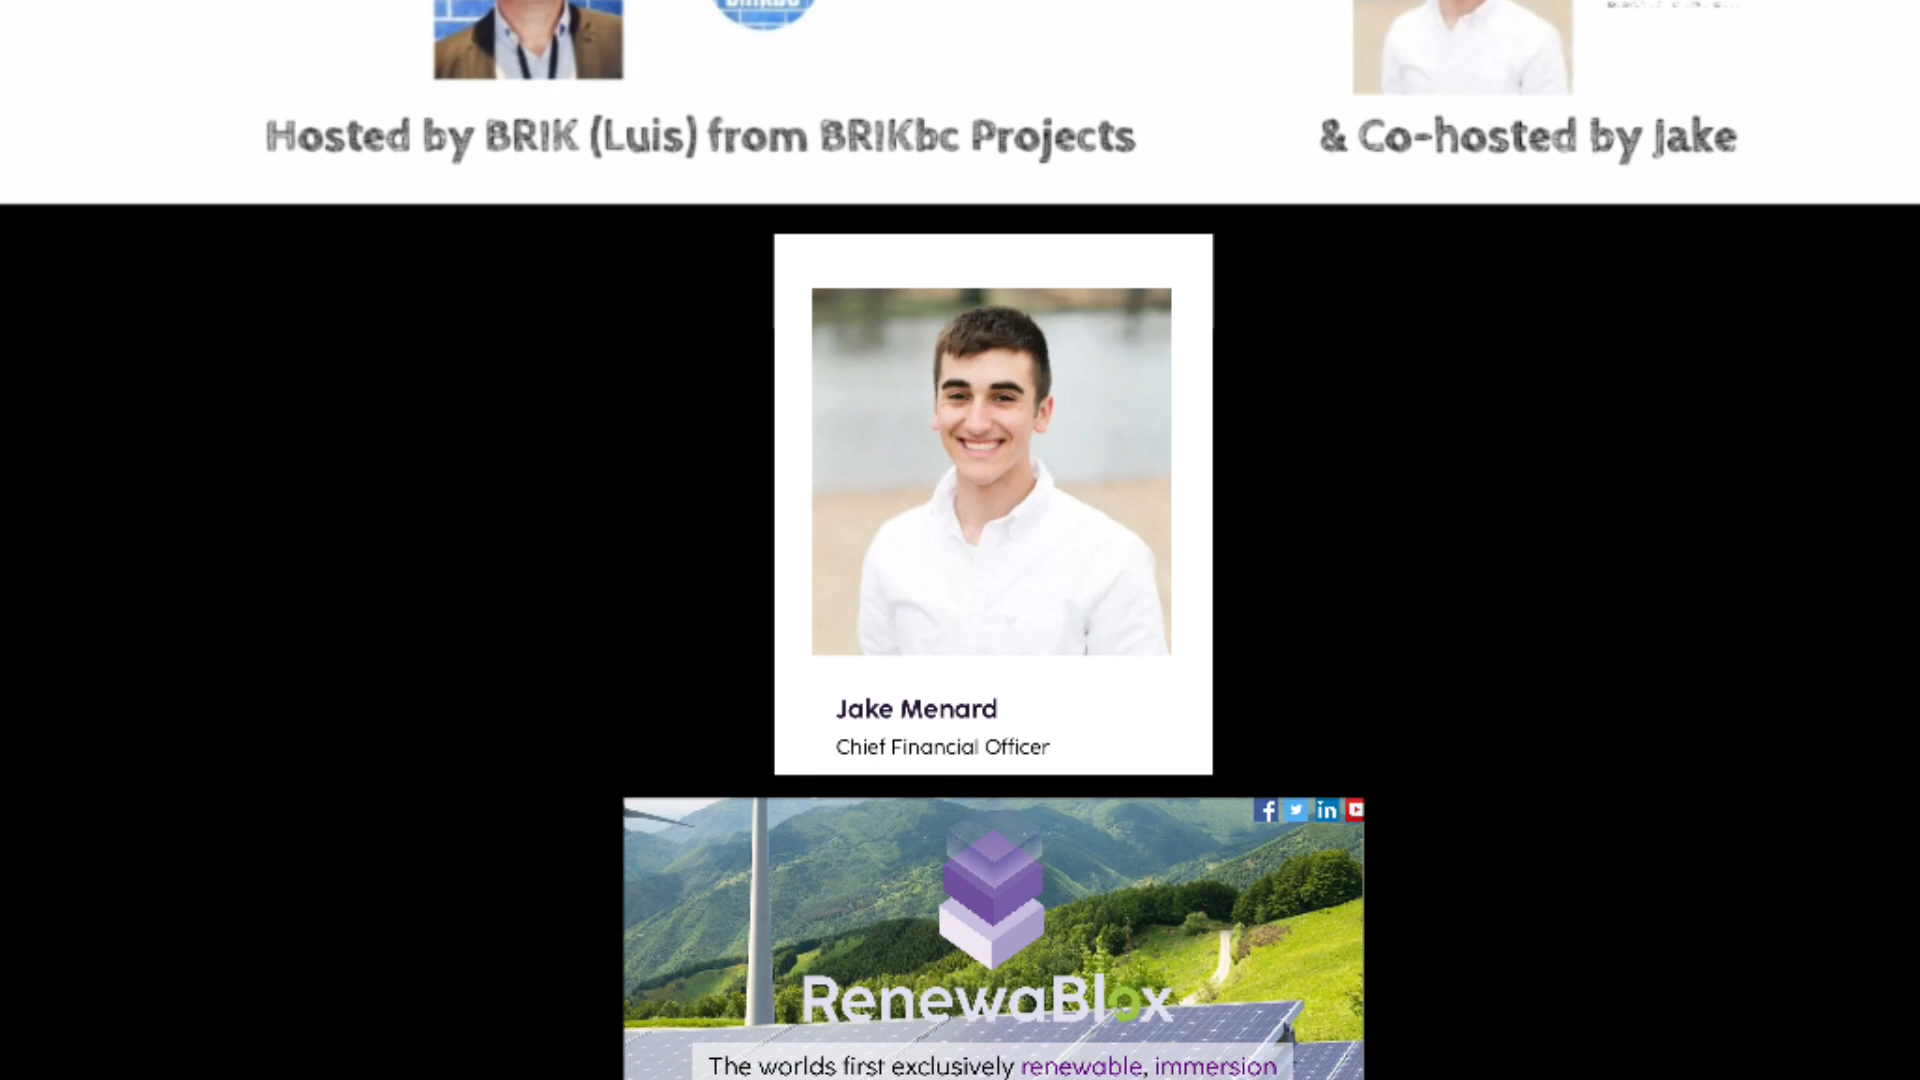 BRIKbc
Hosted by BRIK (Luis) from BRIKbc Projects
& Co-hosted by Jake
Jake Menard
Chief Financial Officer
RenewaBlox
The worlds first exclusively renewable, immersion